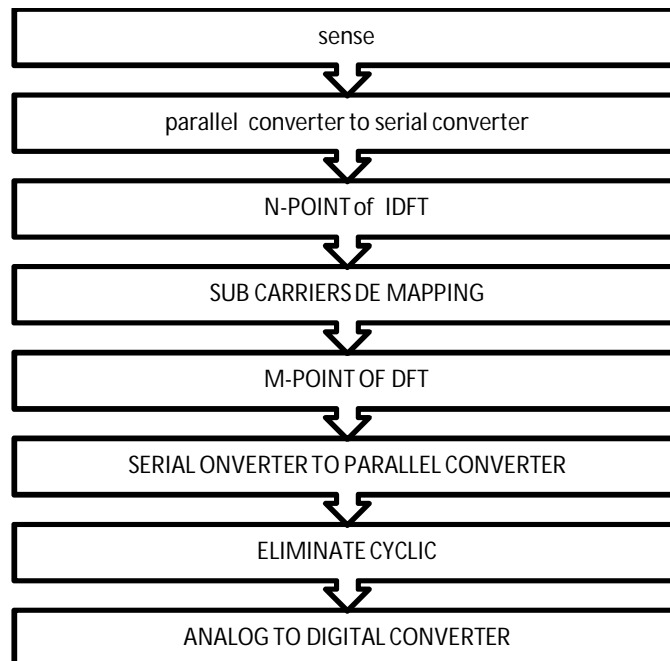 sense
parallel converter to serial converter
N-POINT of IDFT
SUB CARRIERS DE MAPPING
M-POINT OF DFT
SERIAL ONVERTER TO PARALLEL CONVERTER
ELIMINATE CYCLIC
ANALOG TO DIGITAL CONVERTER